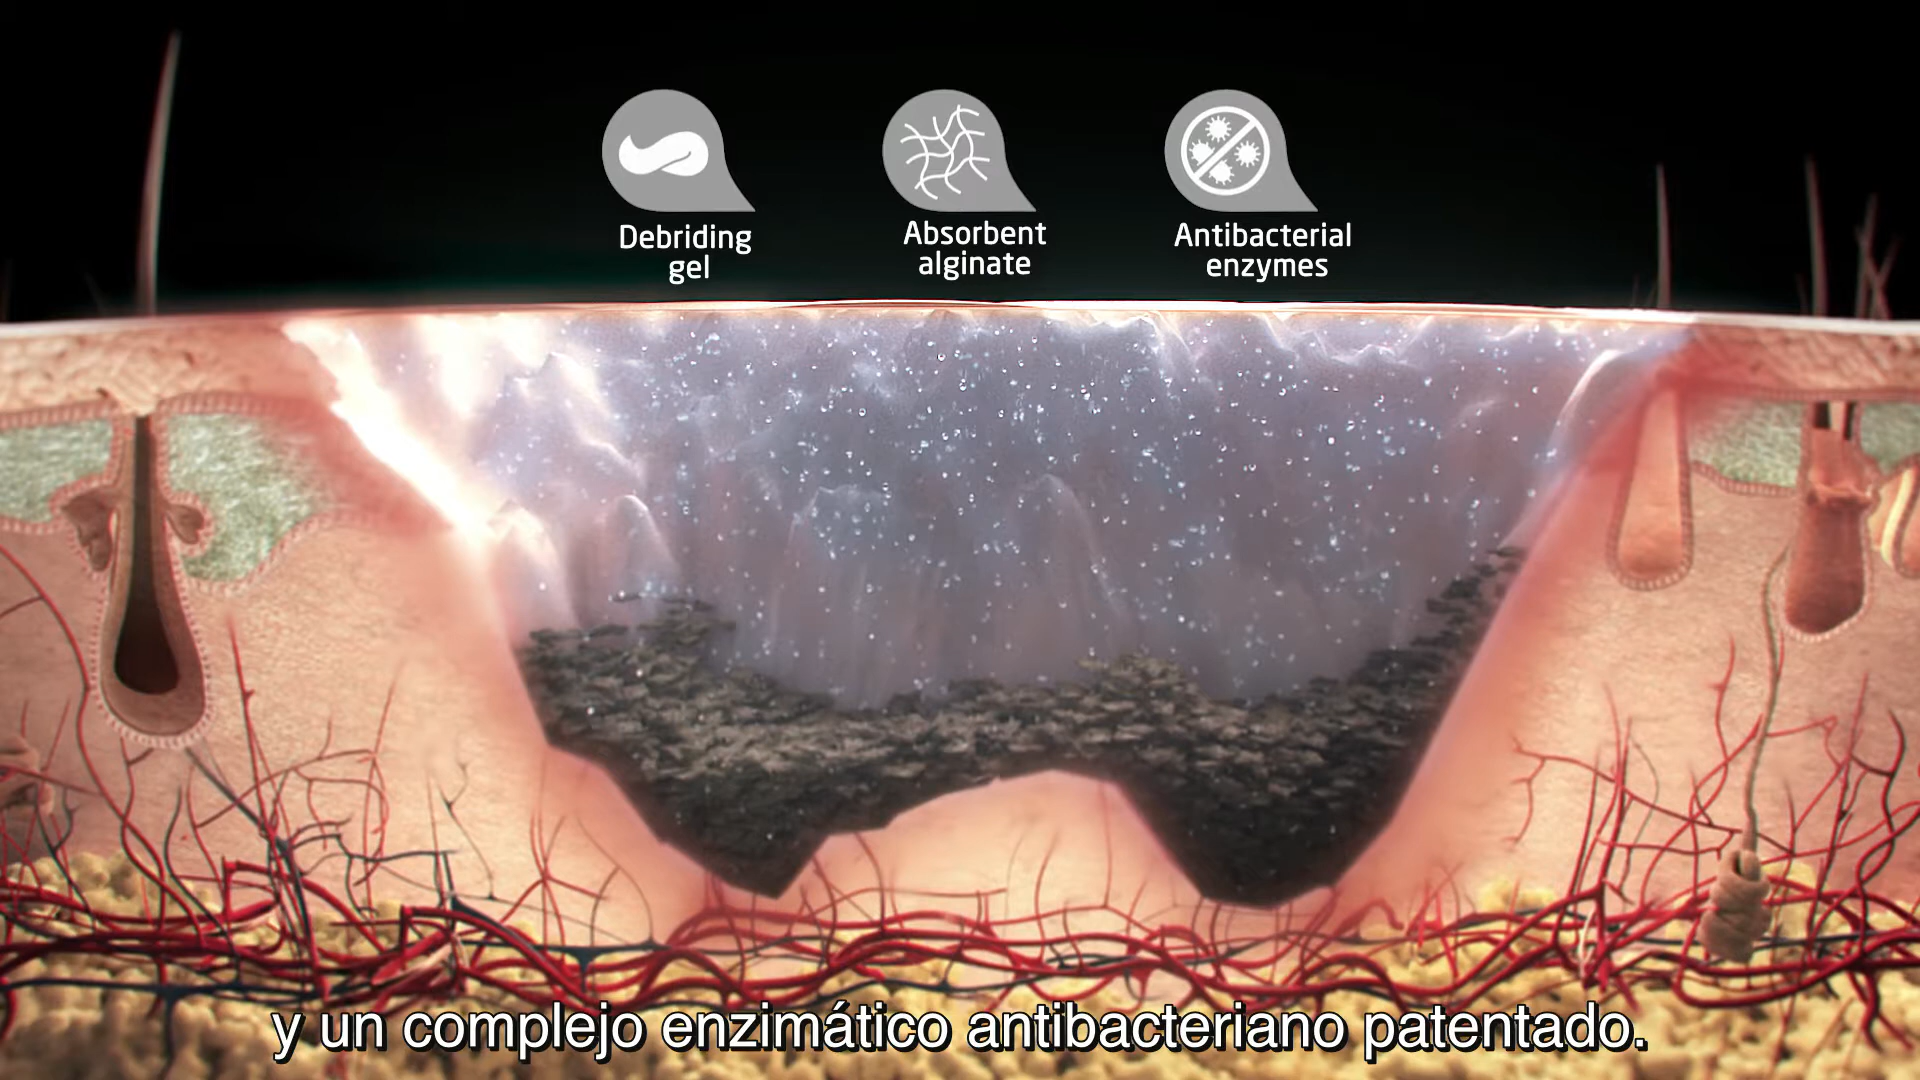 Debriding
gel
Absorbent
alginate
Antibacterial
enzymes
y un complejo enzimático antibacteriano patentado.